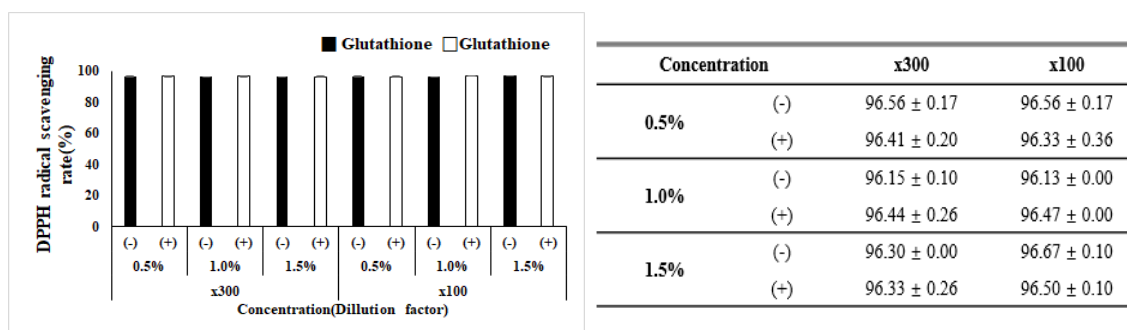 ■ Glutathione □ Glutathione
DPPH radical scavenging
rate(%)
100
80
60
40
20
0
(-) (+) (-) (+) (-) (+) (-) (+) (-) (+) (-) (+)
0.5% 1.0% 1.5% 0.5% 1.0% 1.5%
x300 x100
Concentration(Dillution factor)
Concentration x300 x100
0.5% (-) 96.56 ± 0.17 96.56 ± 0.17
(+) 96.41 ± 0.20 96.33 ± 0.36
1.0% (-) 96.15 ± 0.10 96.13 ± 0.00
(+) 96.44 ± 0.26 96.47 ± 0.00
1.5% (-) 96.30 ± 0.00 96.67 ± 0.10
(+) 96.33 ± 0.26 96.50 ± 0.10